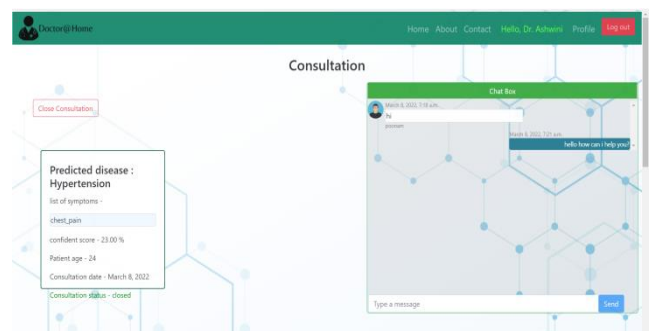 Doctor@Home
Home About Contact Hello, Dr. Ashwini Profile Log out
Consultation
Close Consultation
Predicted disease :
Hypertension
list of symptoms -
chest_pain
confident score - 23.00 %
Patient age - 24
Consultation date - March 8, 2022
Consultation status - closed
Chat Box
March 8, 2022, 7:19 a.m.
hi
poonam
March 8, 2022, 7:21 a.m.
hello how can i help you?
Type a message
Send